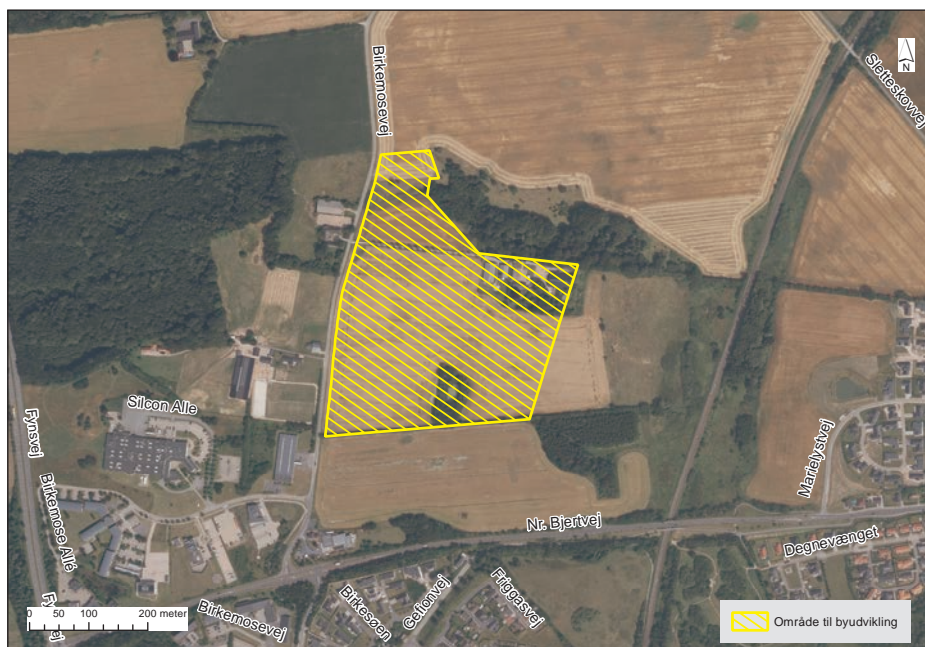 Birkemosevej
Sletteskovvej
N
Silcon Alle
Fynsvej
Birkemose Allé
Marielystvej
Nr. Bjertvej
Degnevænget
Friggasvej
Gefionvej
Birkesøen
Birkemosevej
0 50 100 200 meter
Område til byudvikling